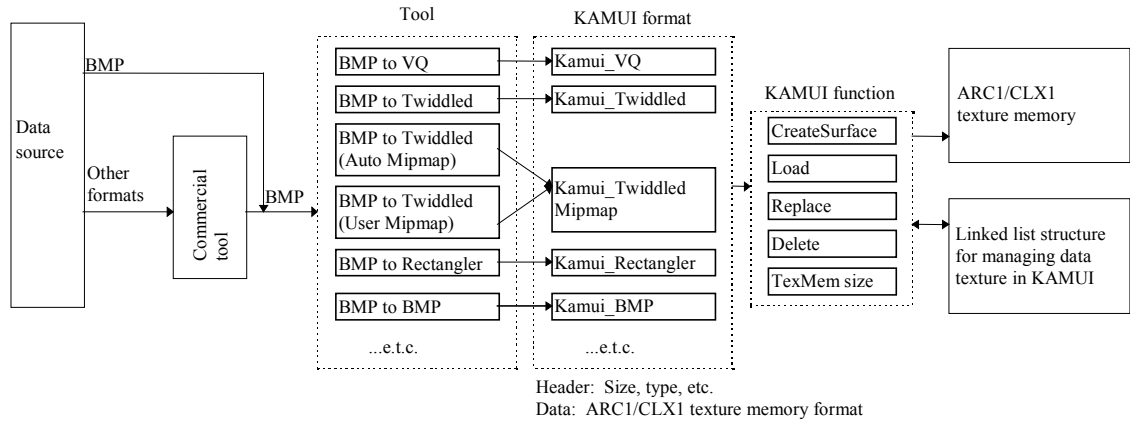 Tool
KAMUI format
BMP
Data
source
Other
formats
Commercial
tool
BMP
BMP to VQ
BMP to Twiddled
BMP to Twiddled
(Auto Mipmap)
BMP to Twiddled
(User Mipmap)
BMP to Rectangler
BMP to BMP
...e.t.c.
Kamui_VQ
Kamui_Twiddled
Kamui_Twiddled
Mipmap
Kamui_Rectangler
Kamui_BMP
...e.t.c.
Header: Size, type, etc.
Data: ARC1/CLX1 texture memory format
KAMUI function
CreateSurface
Load
Replace
Delete
TexMem size
ARC1/CLX1
texture memory
Linked list structure
for managing data
texture in KAMUI